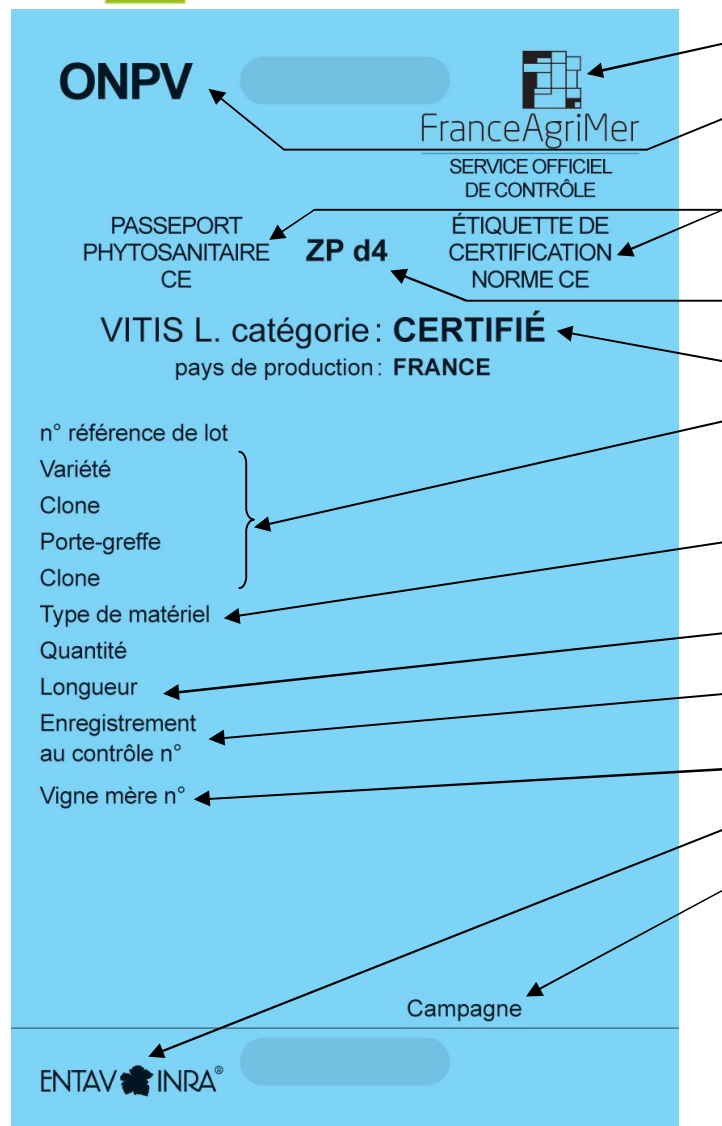 ONPV
FranceAgriMer
SERVICE OFFICIEL
DE CONTRÔLE
PASSEPORT
PHYTOSANITAIRE
CE
ZP d4
ÉTIQUETTE DE
CERTIFICATION
NORME CE
VITIS L. catégorie : CERTIFIÉ
pays de production : FRANCE
n° référence de lot
Variété
Clone
Porte-greffe
Clone
Type de matériel
Quantité
Longueur
Enregistrement
au contrôle n°
Vigne mère n°
Campagne
ENTAV INRA®